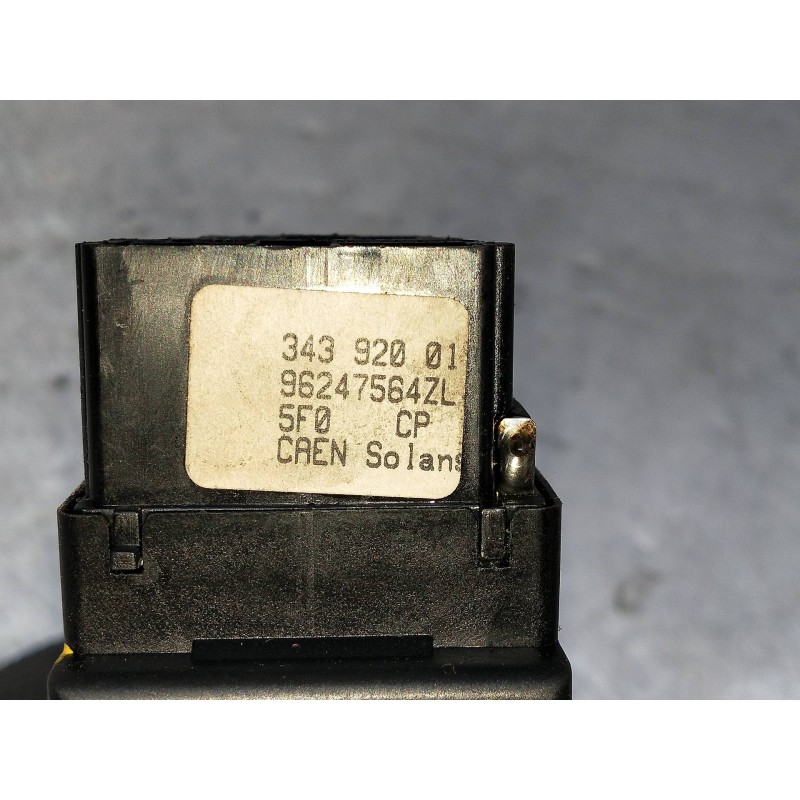 343 920 01
96247564ZL
5F0 CP
CAEN Solans